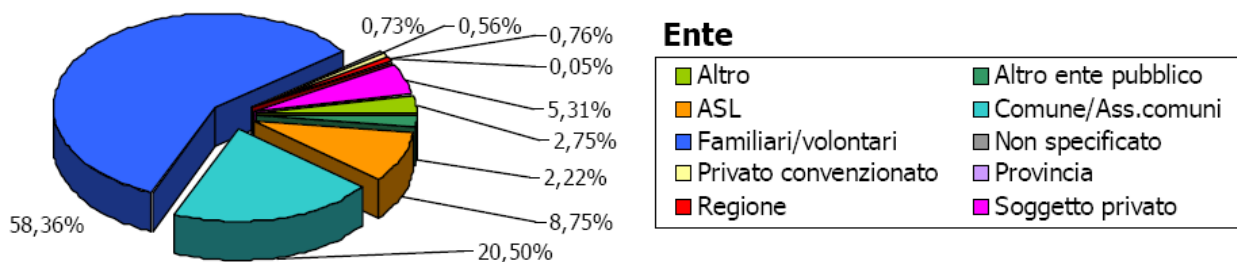 0,73%
0,56%
0,76%
0,05%
5,31%
2,75%
2,22%
8,75%
20,50%
58,36%
Ente
Altro
Altro ente pubblico
ASL
Comune/Ass.comuni
Familiari/volontari
Non specificato
Privato convenzionato
Provincia
Regione
Soggetto privato